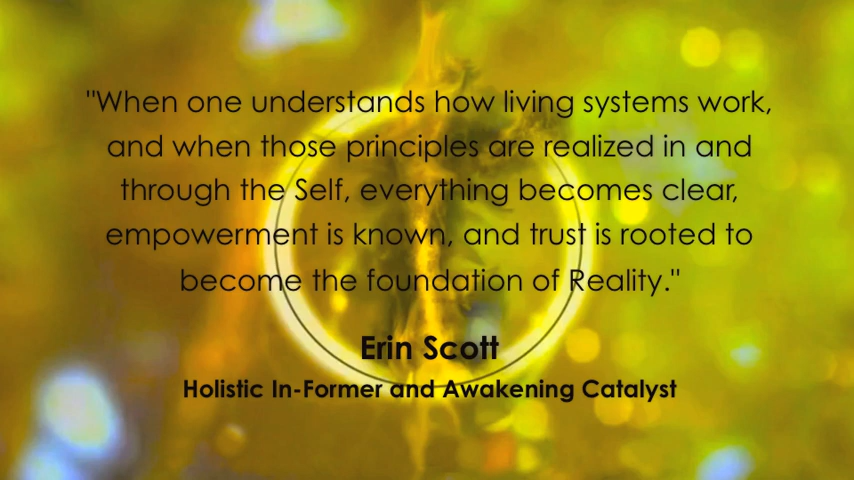 "When one understands how living systems work,
and when those principles are realized in and
through the Self, everything becomes clear,
empowerment is known, and trust is rooted to
become the foundation of Reality."
Erin Scott
Holistic In-Former and Awakening Catalyst